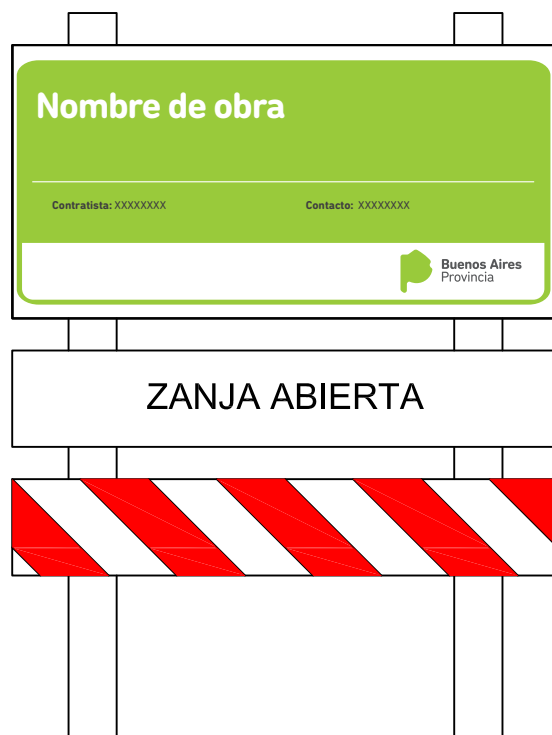 Nombre de obra
Contratista: XXXXXXXX Contacto: XXXXXXXX
Buenos Aires
Provincia
ZANJA ABIERTA